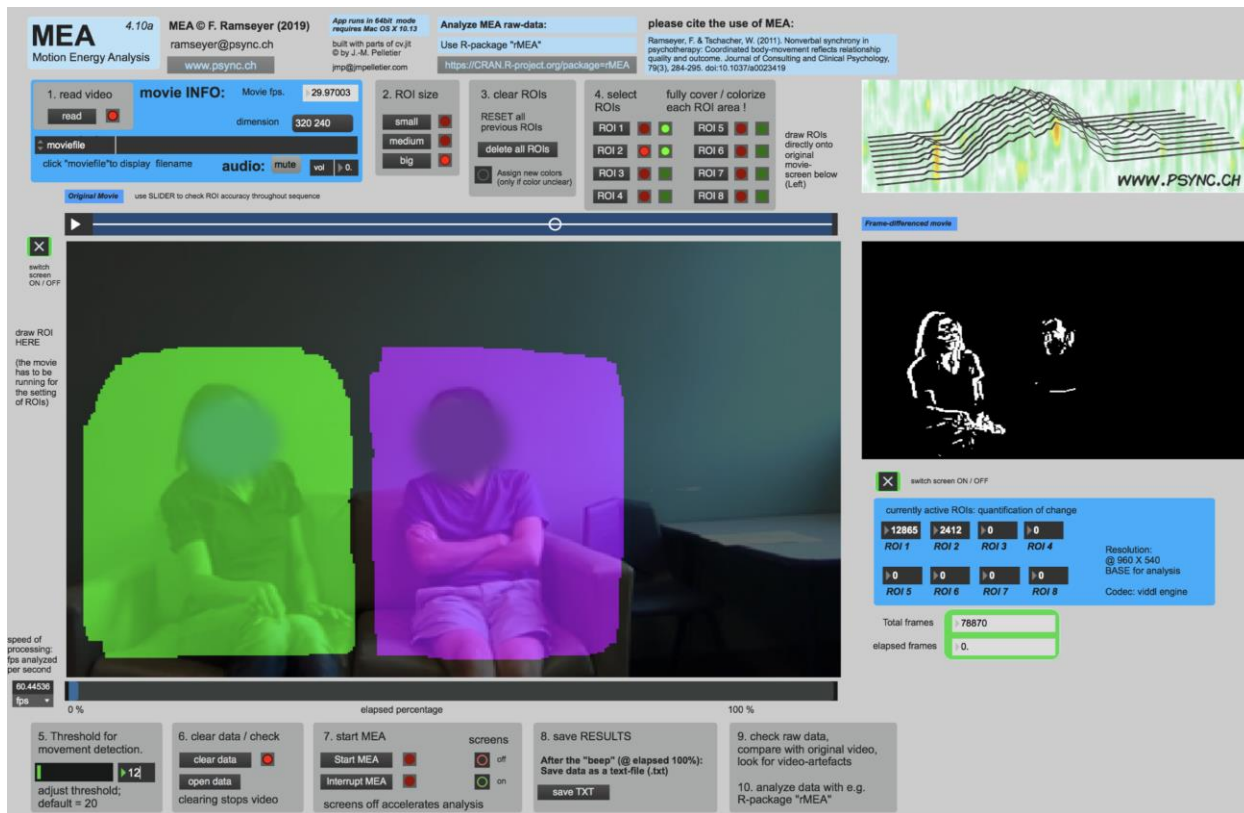 MEA
4.10a
Motion Energy Analysis
MEA © F. Ramseyer (2019)
ramseyer@psync.ch
www.psync.ch
App runs in 64bit mode
requires Mac OS X 10.13
built with parts of cv.jit
© by J.-M. Pelletier
jmp@jmpelletier.com
Analyze MEA raw-data:
Use R-package "rMEA"
https://CRAN.R-project.org/package=rMEA
please cite the use of MEA:
Ramseyer, F. & Tschacher, W. (2011). Nonverbal synchrony in
psychotherapy: Coordinated body-movement reflects relationship
quality and outcome. Journal of Consulting and Clinical Psychology,
79(3), 284-295. doi:10.1037/a0023419
1. read video
read
movie INFO:
Movie fps.
29.97003
dimension
320 240
moviefile
click "moviefile"to display filename
audio:
mute
vol
0.
2. ROI size
small
medium
big
3. clear ROIs
RESET all
previous ROIs
delete all ROIs
Assign new colors
(only if color unclear)
4. select
ROIs
fully cover / colorize
each ROI area !
ROI 1
ROI 5
ROI 2
ROI 6
ROI 3
ROI 7
ROI 4
ROI 8
draw ROIs
directly onto
original
movie-
screen below
(Left)
WWW.PSYNC.CH
Original Movie
use SLIDER to check ROI accuracy throughout sequence
Frame-differenced movie
switch
screen
ON / OFF
draw ROI
HERE
(the movie
has to be
running for
the setting
of ROIs)
switch screen ON / OFF
currently active ROIs: quantification of change
12865
2412
0
0
ROI 1
ROI 2
ROI 3
ROI 4
0
0
0
0
ROI 5
ROI 6
ROI 7
ROI 8
Resolution:
@ 960 X 540
BASE for analysis
Codec: viddl engine
Total frames
78870
elapsed frames
0.
speed of
processing:
fps analyzed
per second
60.44536
fps
0 %
elapsed percentage
100 %
5. Threshold for
movement detection.
12
adjust threshold;
default = 20
6. clear data / check
clear data
open data
clearing stops video
7. start MEA
screens
Start MEA
off
Interrupt MEA
on
screens off accelerates analysis
8. save RESULTS
After the "beep" (@ elapsed 100%):
Save data as a text-file (.txt)
save TXT
9. check raw data,
compare with original video,
look for video-artefacts
10. analyze data with e.g.
R-package "rMEA"